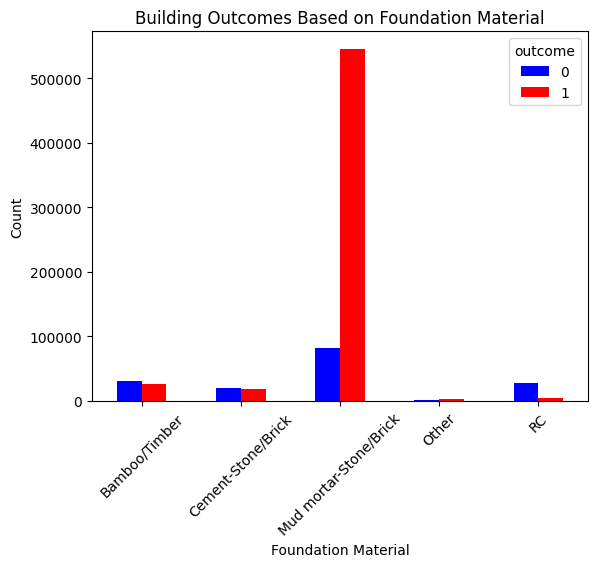 Building Outcomes Based on Foundation Material
outcome
0
1
500000
400000
300000
200000
100000
0
Count
Bamboo/Timber
Cement-Stone/Brick
Mud mortar-Stone/Brick
Other
RC
Foundation Material